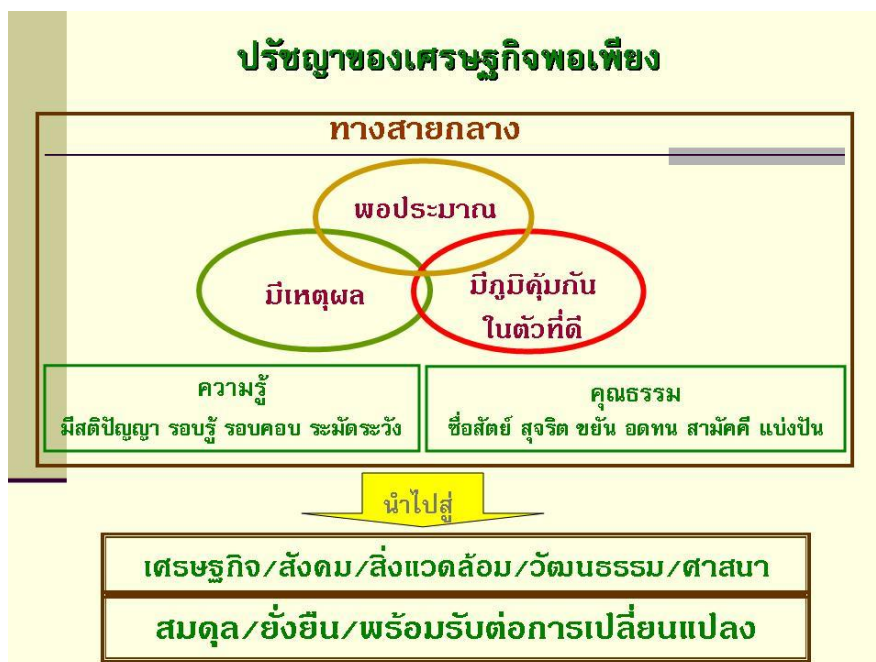 ปรัชญาของเศรษฐกิจพอเพียง
ทางสายกลาง
พอประมาณ
มีเหตุผล
มีภูมิคุ้มกัน
ในตัวที่ดี
ความรู้
มีสติปัญญา รอบรู้ รอบคอบ ระมัดระวัง
คุณธรรม
ซื่อสัตย์ สุจริต ขยัน อดทน สามัคคี แบ่งปัน
นำไปสู่
เศรษฐกิจ/สังคม/สิ่งแวดล้อม/วัฒนธรรม/ศาสนา
สมดุล/ยั่งยืน/พร้อมรับต่อการเปลี่ยนแปลง